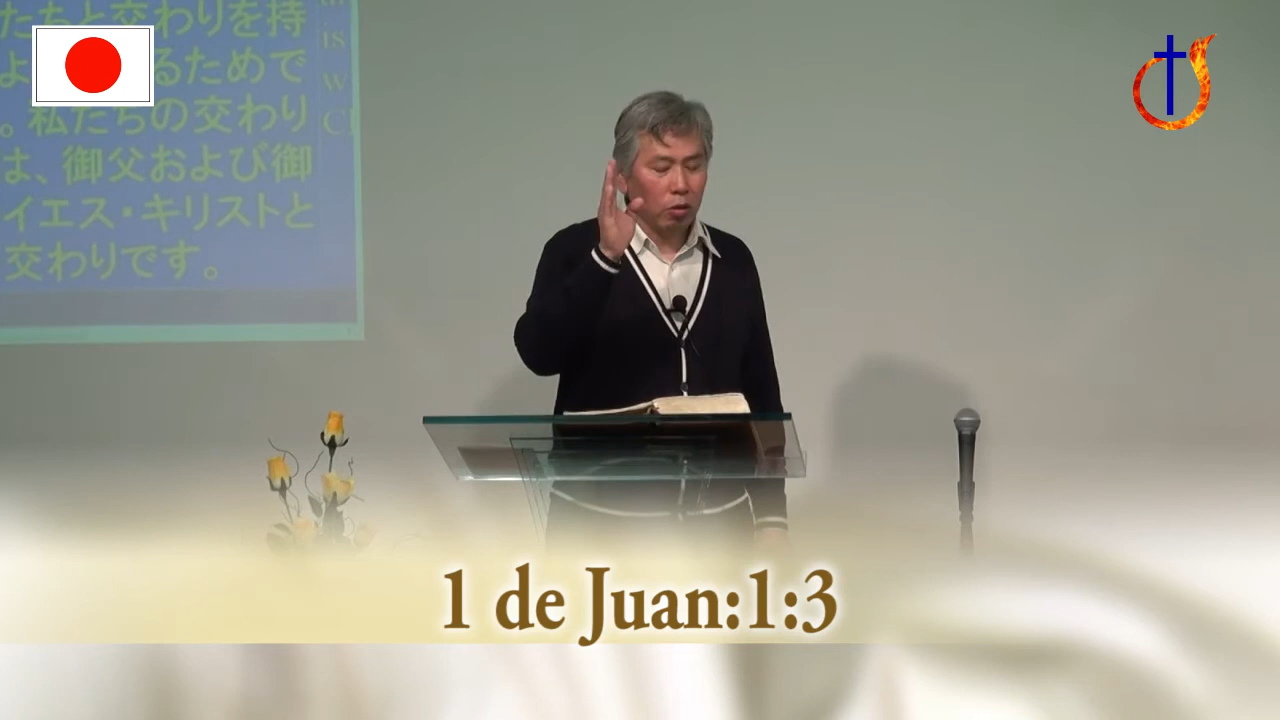 たちと交わりを持
よ
るためで
。私たちの交わり
は、御父および御
イエス・キリストと
交わりです。
is
w
1 de Juan:1:3